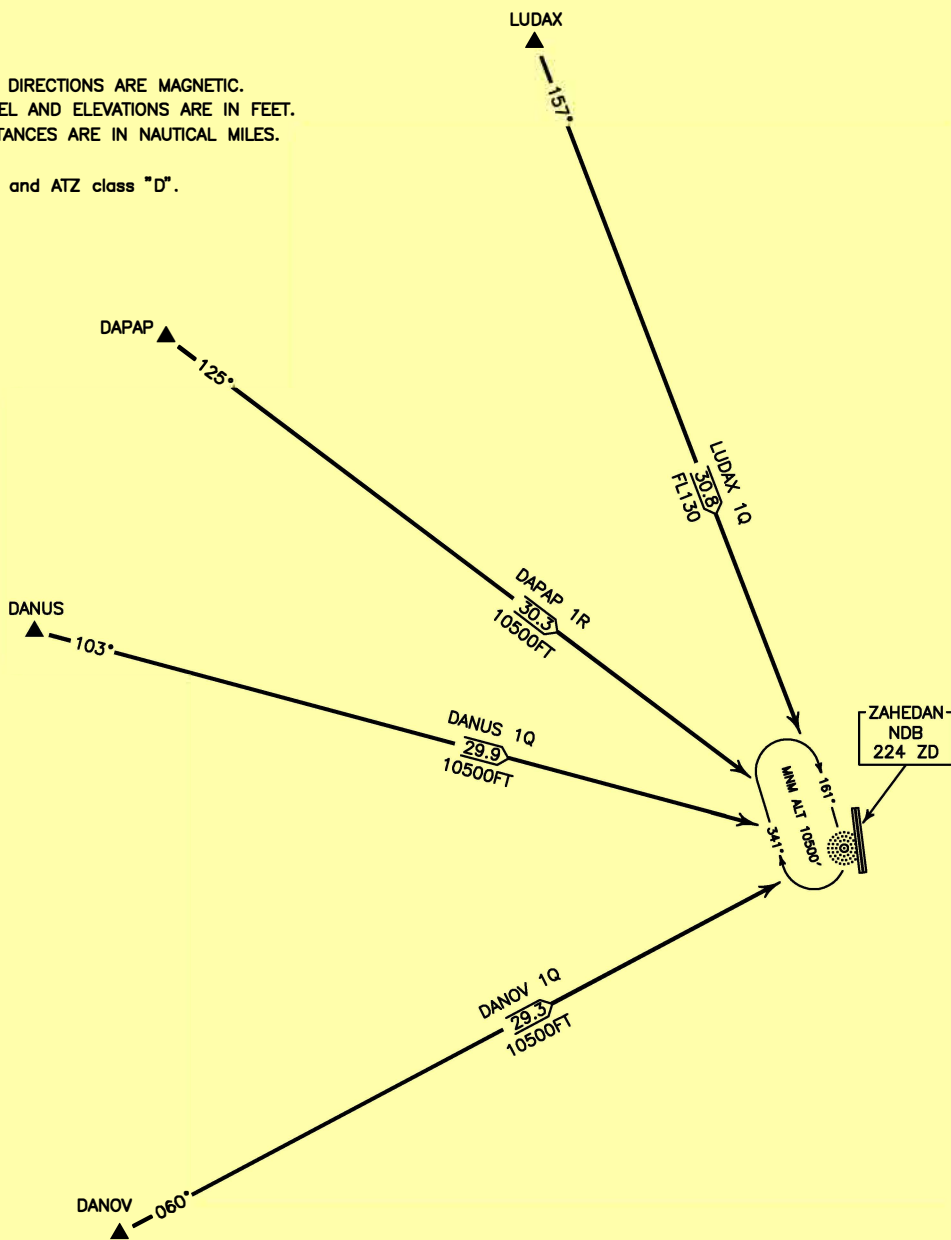 LUDAX
DIRECTIONS ARE MAGNETIC.
EL AND ELEVATIONS ARE IN FEET.
TANCES ARE IN NAUTICAL MILES.
and ATZ class "D".
157°
DAPAP
125°
LUDAX 1Q
30.8
FL130
DAPAP 1R
30.3
10500FT
DANUS
103°
DANUS 1Q
29.9
10500FT
ZAHEDAN
NDB
224 ZD
161°
MNM ALT 10500'
341°
DANOV 1Q
29.3
10500FT
DANOV
060°